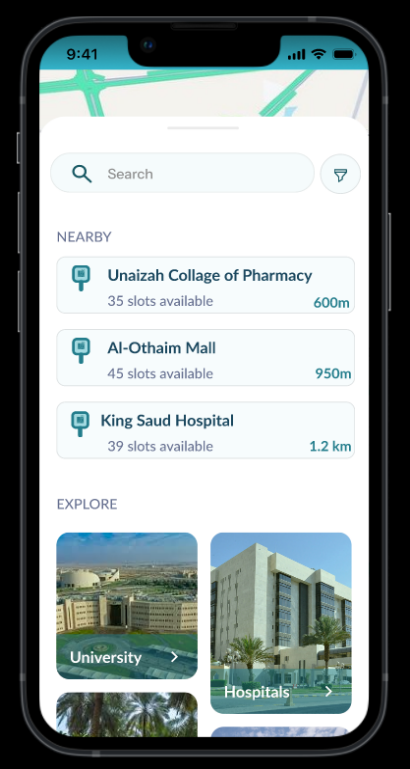 9:41
Search
NEARBY
Unaizah Collage of Pharmacy
35 slots available
600m
Al-Othaim Mall
45 slots available
950m
King Saud Hospital
39 slots available
1.2 km
EXPLORE
University
Hospitals